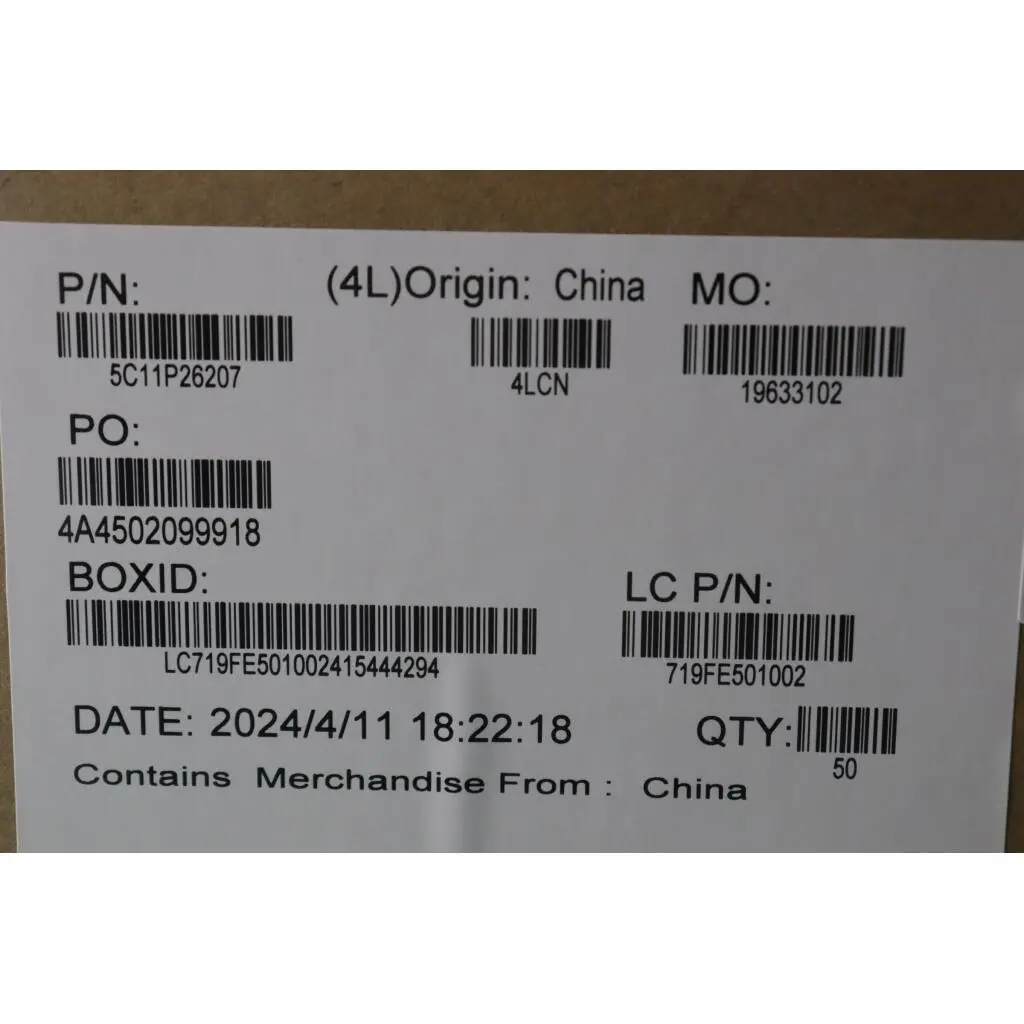 P/N: (4L)Origin: China MO:
5C11P26207 4LCN 19633102
PO:
4A4502099918
BOXID: LC P/N:
LC719FE501002415444294 719FE501002
DATE: 2024/4/11 18:22:18 QTY:
50
Contains Merchandise From : China